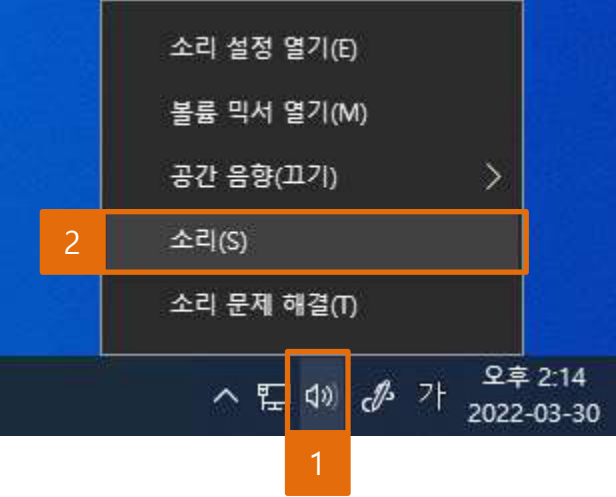 소리 설정 열기(E)
볼륨 믹서 열기(M)
공간 음향(끄기)
2
소리(S)
소리 문제 해결(T)
가
오후 2:14
2022-03-30
1